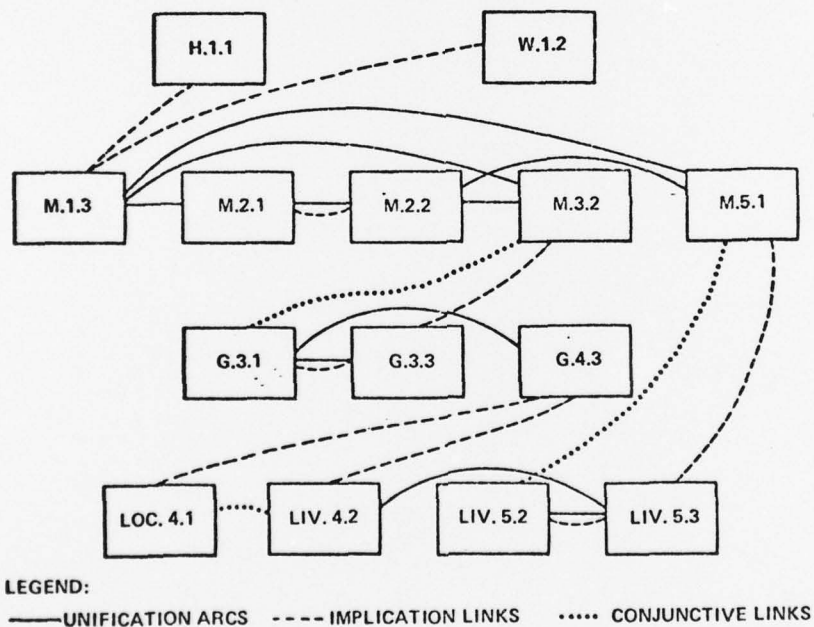 H.1.1
W.1.2
M.1.3
M.2.1
M.2.2
M.3.2
M.5.1
G.3.1
G.3.3
G.4.3
LOC. 4.1
LIV. 4.2
LIV. 5.2
LIV. 5.3
LEGEND:
UNIFICATION ARCS IMPLICATION LINKS CONJUNCTIVE LINKS